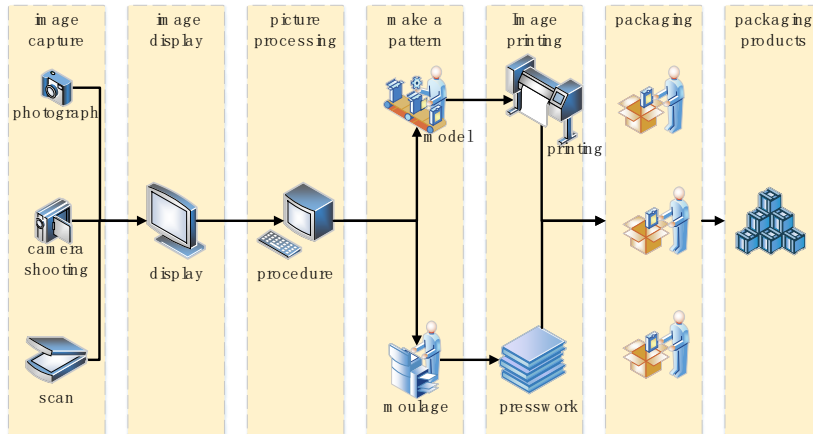 image
capture
image
display
picture
processing
make a
pattern
Image
printing
packaging
packaging
products
photograph
camera
shooting
scan
display
procedure
model
moulage
printing
presswork